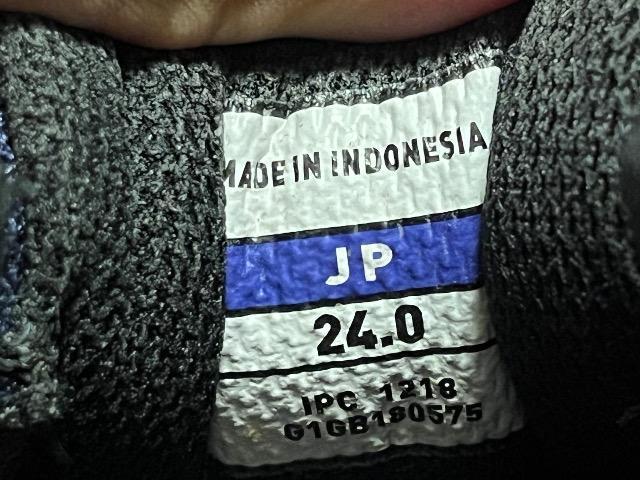 MADE IN INDONESIA
JP
24.0
IPC 1218
G1GB180575